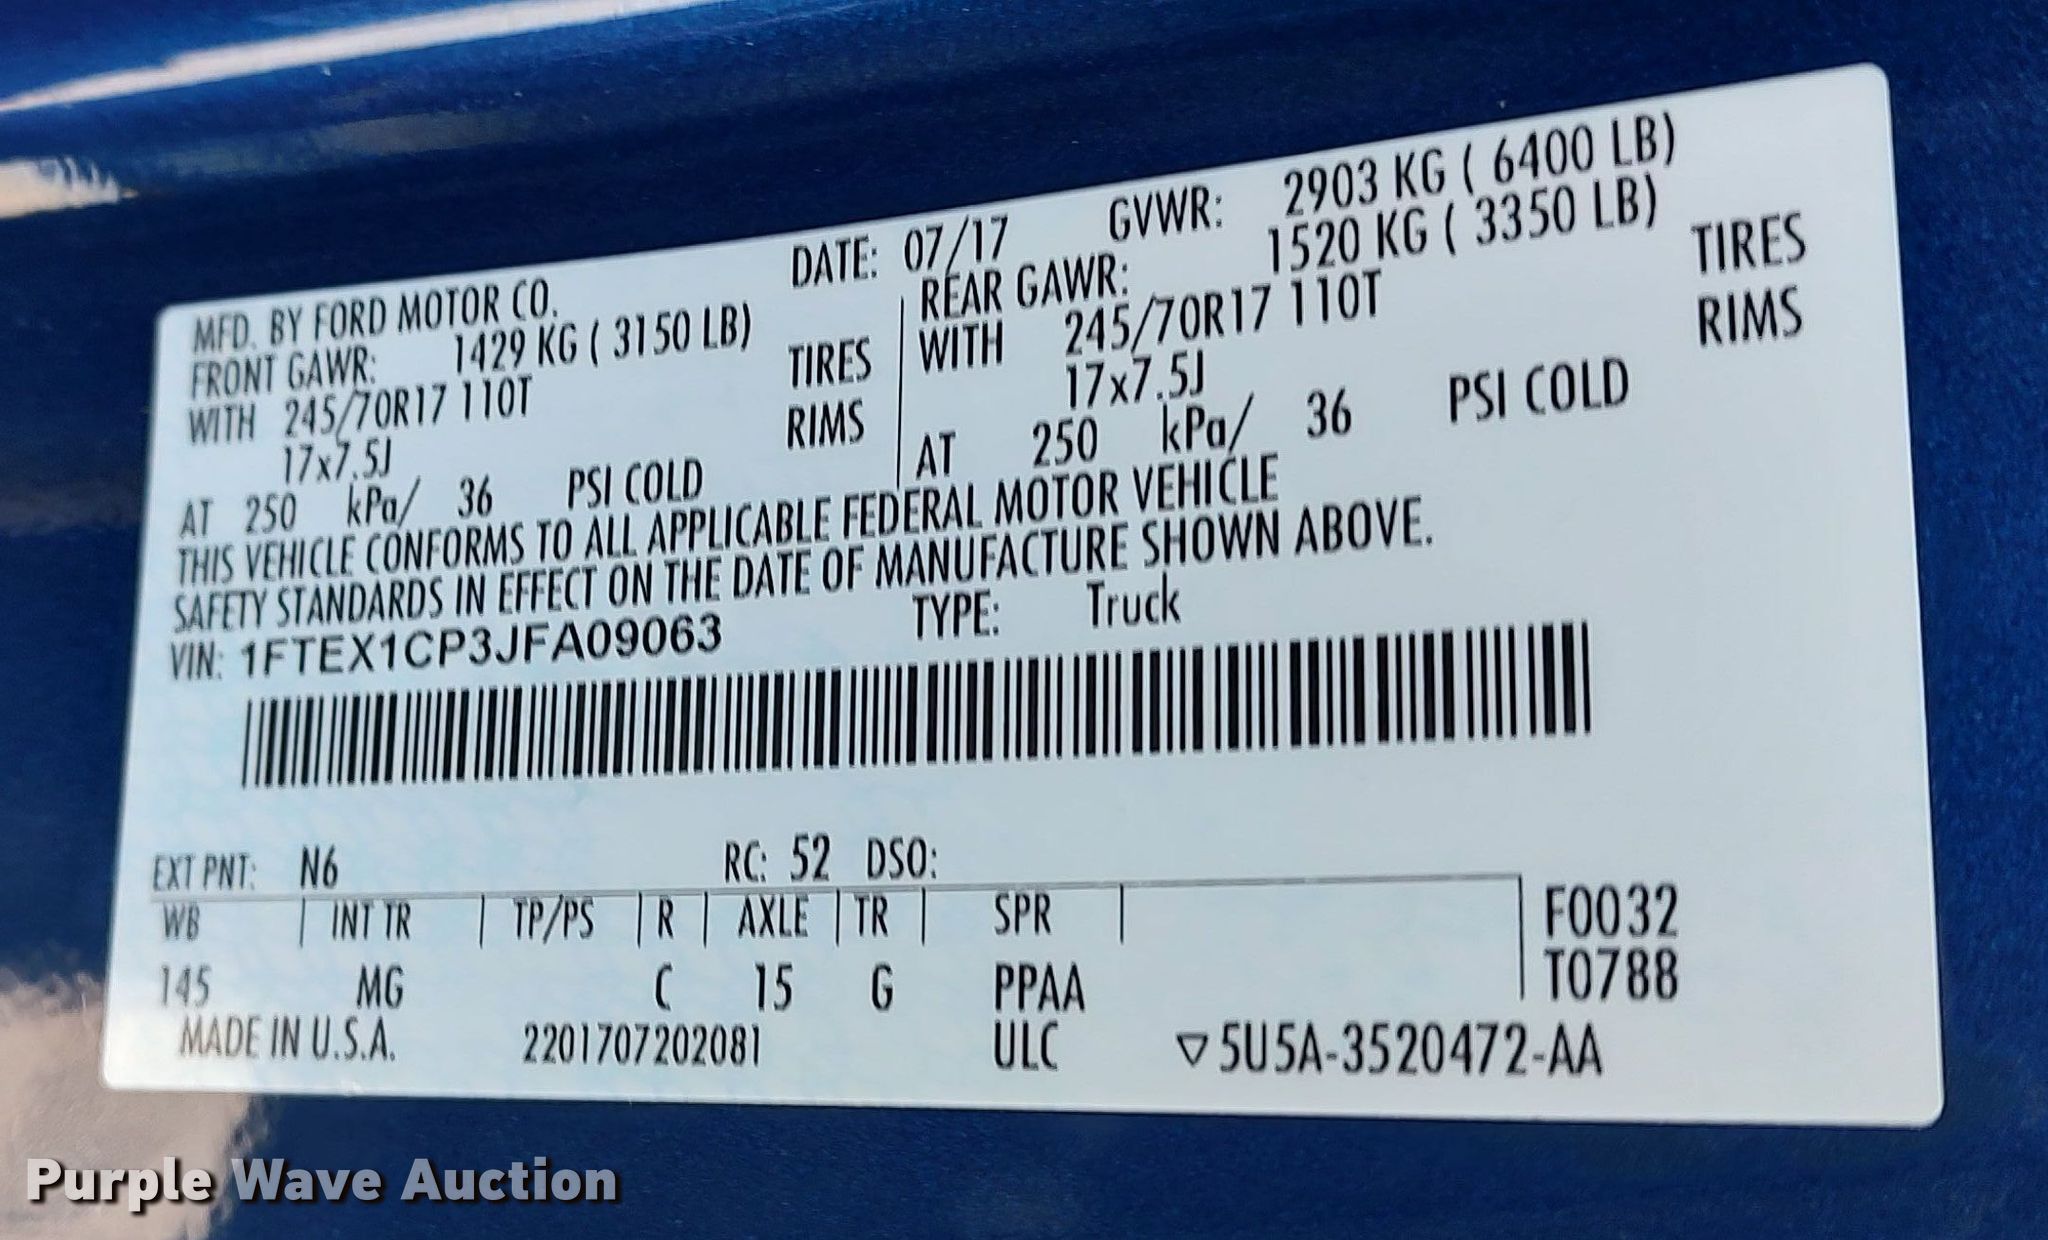 MFD. BY FORD MOTOR CO. DATE: 07/17 GVWR: 2903 KG ( 6400 LB)
FRONT GAWR: 1429 KG ( 3150 LB) REAR GAWR: 1520 KG ( 3350 LB)
WITH 245/70R17 110T TIRES WITH 245/70R17 110T TIRES
17x7.5J RIMS 17x7.5J RIMS
AT 250 kPa/ 36 PSI COLD AT 250 kPa/ 36 PSI COLD
THIS VEHICLE CONFORMS TO ALL APPLICABLE FEDERAL MOTOR VEHICLE
SAFETY STANDARDS IN EFFECT ON THE DATE OF MANUFACTURE SHOWN ABOVE.
VIN: 1FTEX1CP3JFA09063 TYPE: Truck
EXT PNT: N6 RC: 52 DSO:
WB | INT TR | TP/PS | R | AXLE | TR | SPR | F0032
145 MG C 15 G PPAA T0788
MADE IN U.S.A. 2201707202081 ULC ▽5U5A-3520472-AA
Purple Wave Auction